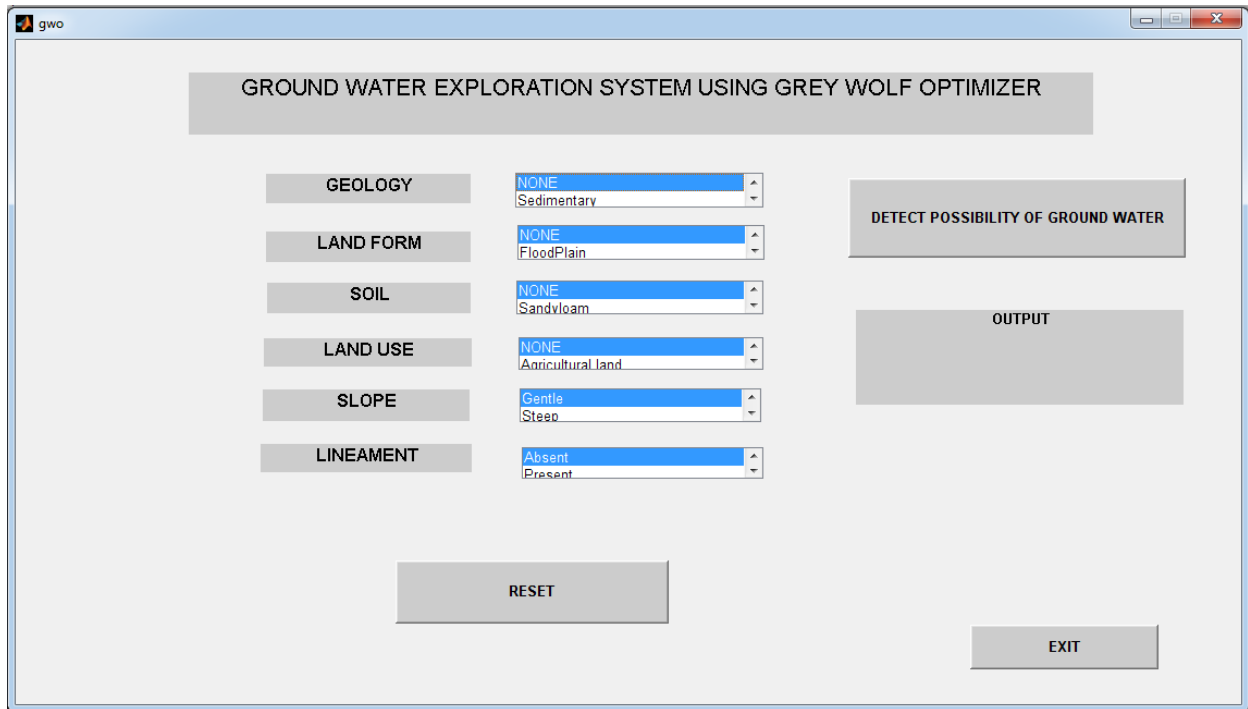 gwo
GROUND WATER EXPLORATION SYSTEM USING GREY WOLF OPTIMIZER
GEOLOGY
NONE
Sedimentary
LAND FORM
NONE
FloodPlain
SOIL
NONE
Sandyloam
LAND USE
NONE
Agricultural land
SLOPE
Gentle
Steep
LINEAMENT
Absent
Present
DETECT POSSIBILITY OF GROUND WATER
OUTPUT
RESET
EXIT